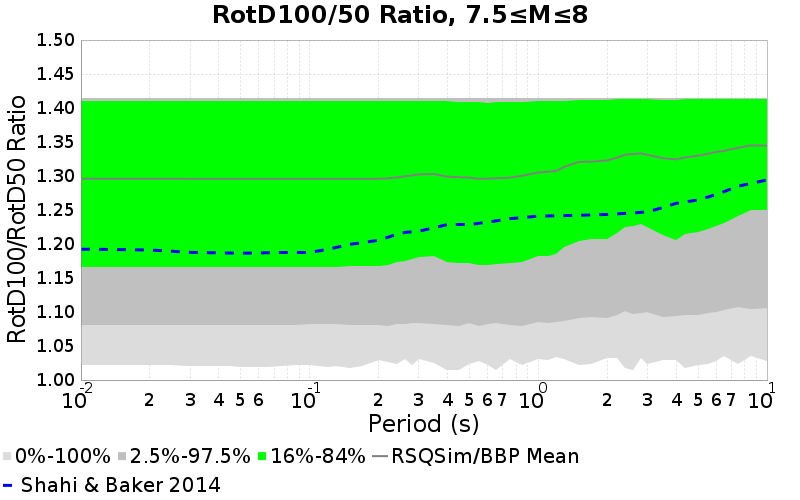 RotD100/50 Ratio, 7.5≤M≤8
RotD100/RotD50 Ratio
1.50
1.45
1.40
1.35
1.30
1.25
1.20
1.15
1.10
1.05
1.00
10-2 2 3 4 5 6 10-1 2 3 4 5 6 7 100 2 3 4 5 6 7 101
Period (s)
0%-100% 2.5%-97.5% 16%-84% RSQSim/BBP Mean
Shahi & Baker 2014